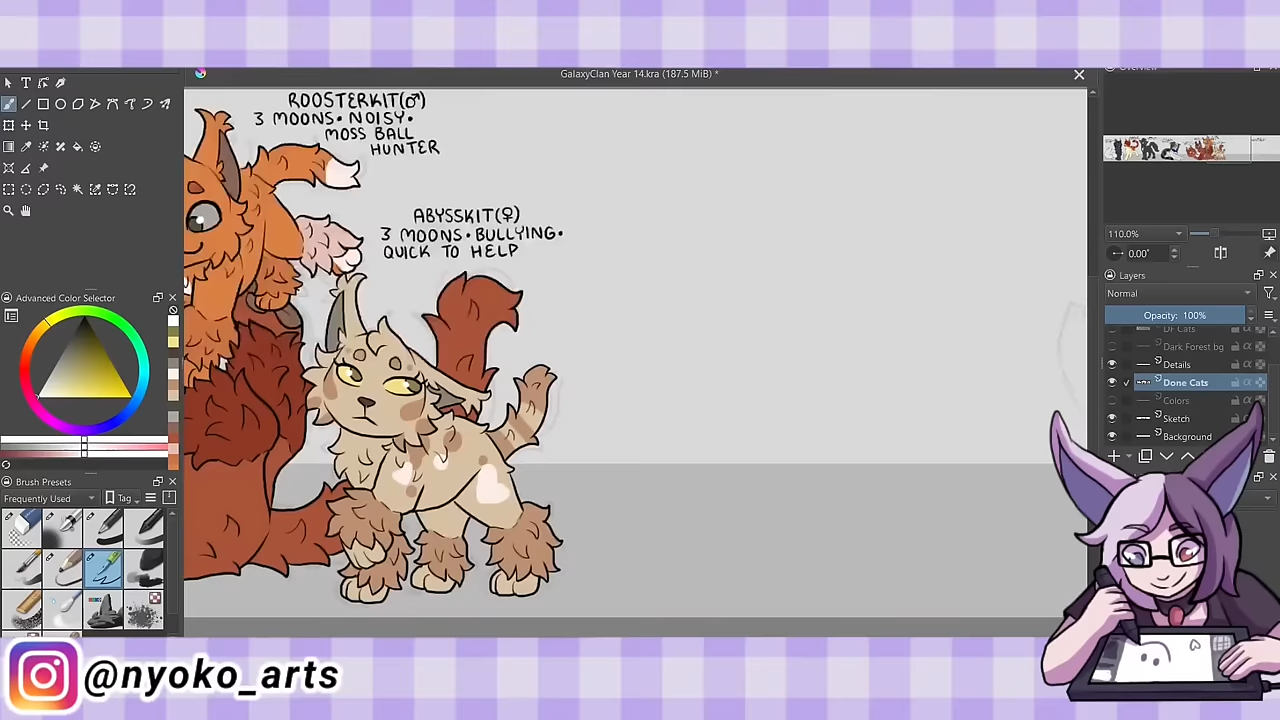 GalaxyClan Year 14.kra (187.5 MiB) *
ROOSTERKIT(♂)
3 MOONS • NOISY •
MOSS BALL
HUNTER
ABYSSKIT(♀)
3 MOONS • BULLYING •
QUICK TO HELP
110.0%
0.00°
Layers
Normal
Opacity: 100%
DF Cats
Dark Forest bg
Details
Done Cats
Colors
Sketch
Background
Advanced Color Selector
Brush Presets
Frequently Used
Tag
@nyoko_arts